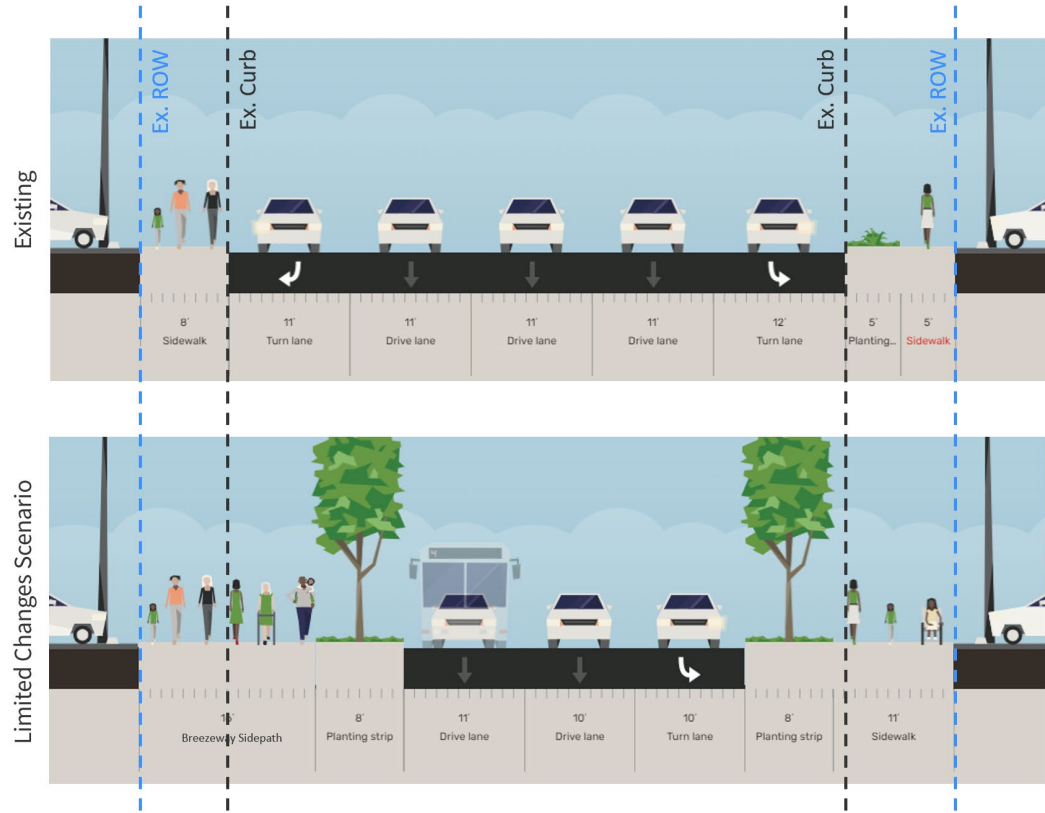 Existing
Ex. ROW
Ex. Curb
Ex. Curb
Ex. ROW
8'
Sidewalk
11'
Turn lane
11'
Drive lane
11'
Drive lane
11'
Drive lane
12'
Turn lane
5'
Planting...
5'
Sidewalk
Limited Changes Scenario
16'
Breezeway Sidepath
8'
Planting strip
11'
Drive lane
10'
Drive lane
10'
Turn lane
8'
Planting strip
11'
Sidewalk